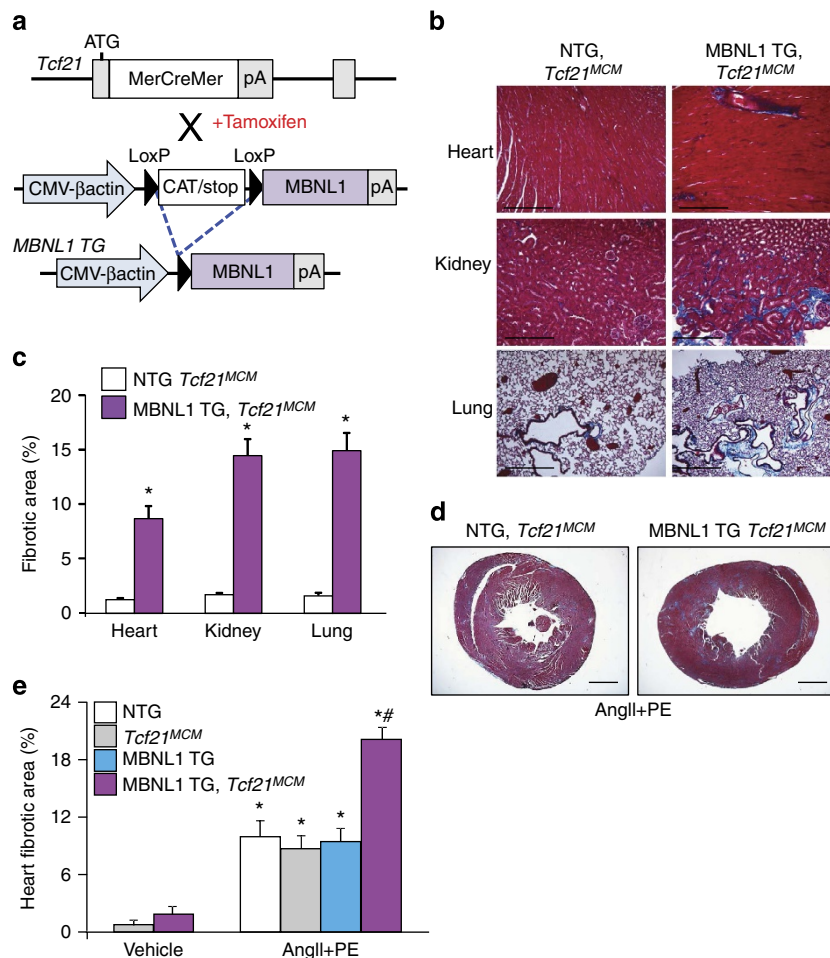 a
ATG
Tcf21
MerCreMer
pA
X
+Tamoxifen
LoxP
LoxP
CMV-βactin
CAT/stop
MBNL1
pA
MBNL1 TG
CMV-βactin
MBNL1
pA
b
NTG,
Tcf21MCM
MBNL1 TG,
Tcf21MCM
Heart
Kidney
Lung
c
NTG Tcf21MCM
MBNL1 TG, Tcf21MCM
Fibrotic area (%)
20
15
10
5
0
*
*
*
Heart
Kidney
Lung
d
NTG, Tcf21MCM
MBNL1 TG Tcf21MCM
AngII+PE
e
NTG
Tcf21MCM
MBNL1 TG
MBNL1 TG, Tcf21MCM
Heart fibrotic area (%)
24
18
12
6
0
*
*
*
*#
Vehicle
AngII+PE